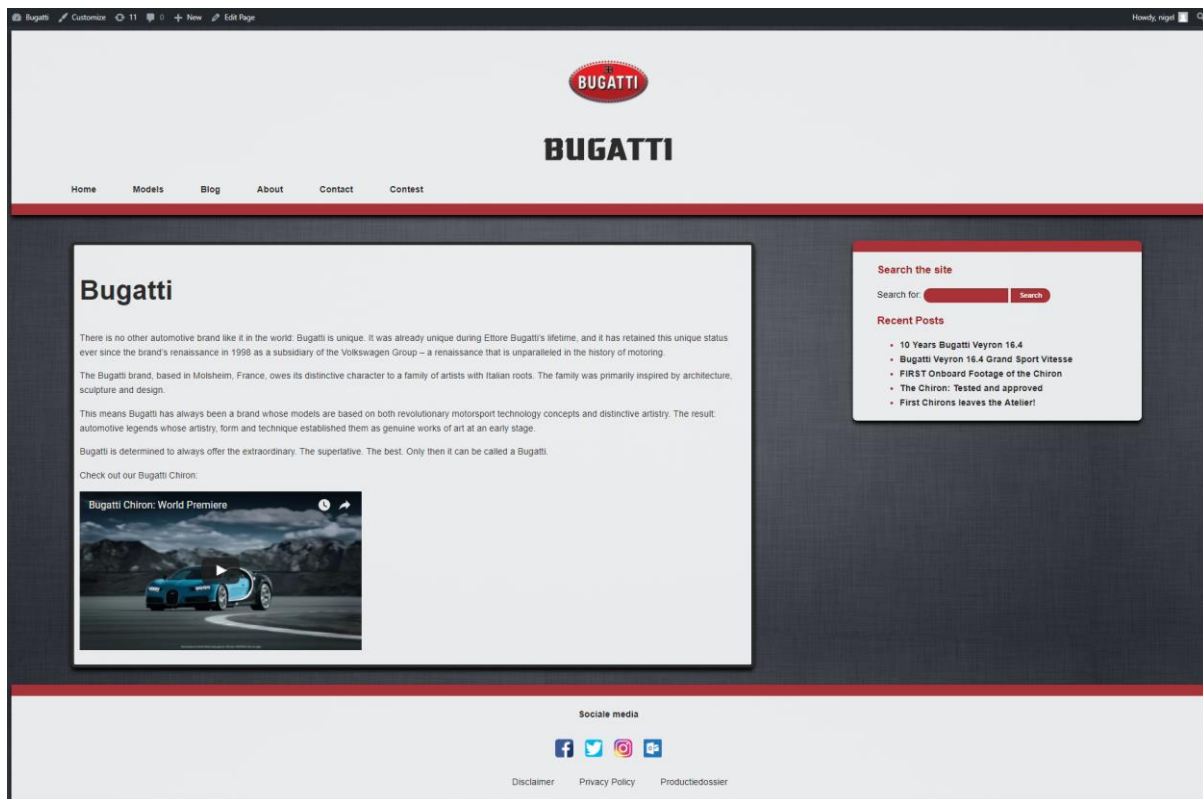 Bugatti Customize 11 0 New Edit Page Howdy, nigel
BUGATTI
BUGATTI
Home Models Blog About Contact Contest
Bugatti
There is no other automotive brand like it in the world: Bugatti is unique. It was already unique during Ettore Bugatti's lifetime, and it has retained this unique status
ever since the brand's renaissance in 1998 as a subsidiary of the Volkswagen Group – a renaissance that is unparalleled in the history of motoring.
The Bugatti brand, based in Molsheim, France, owes its distinctive character to a family of artists with Italian roots. The family was primarily inspired by architecture,
sculpture and design.
This means Bugatti has always been a brand whose models are based on both revolutionary motorsport technology concepts and distinctive artistry. The result:
automotive legends whose artistry, form and technique established them as genuine works of art at an early stage.
Bugatti is determined to always offer the extraordinary. The superlative. The best. Only then it can be called a Bugatti.
Check out our Bugatti Chiron:
Bugatti Chiron: World Premiere
Search the site
Search for: Search
Recent Posts
10 Years Bugatti Veyron 16.4
Bugatti Veyron 16.4 Grand Sport Vitesse
FIRST Onboard Footage of the Chiron
The Chiron: Tested and approved
First Chirons leaves the Atelier!
Sociale media
Disclaimer Privacy Policy Productiedossier